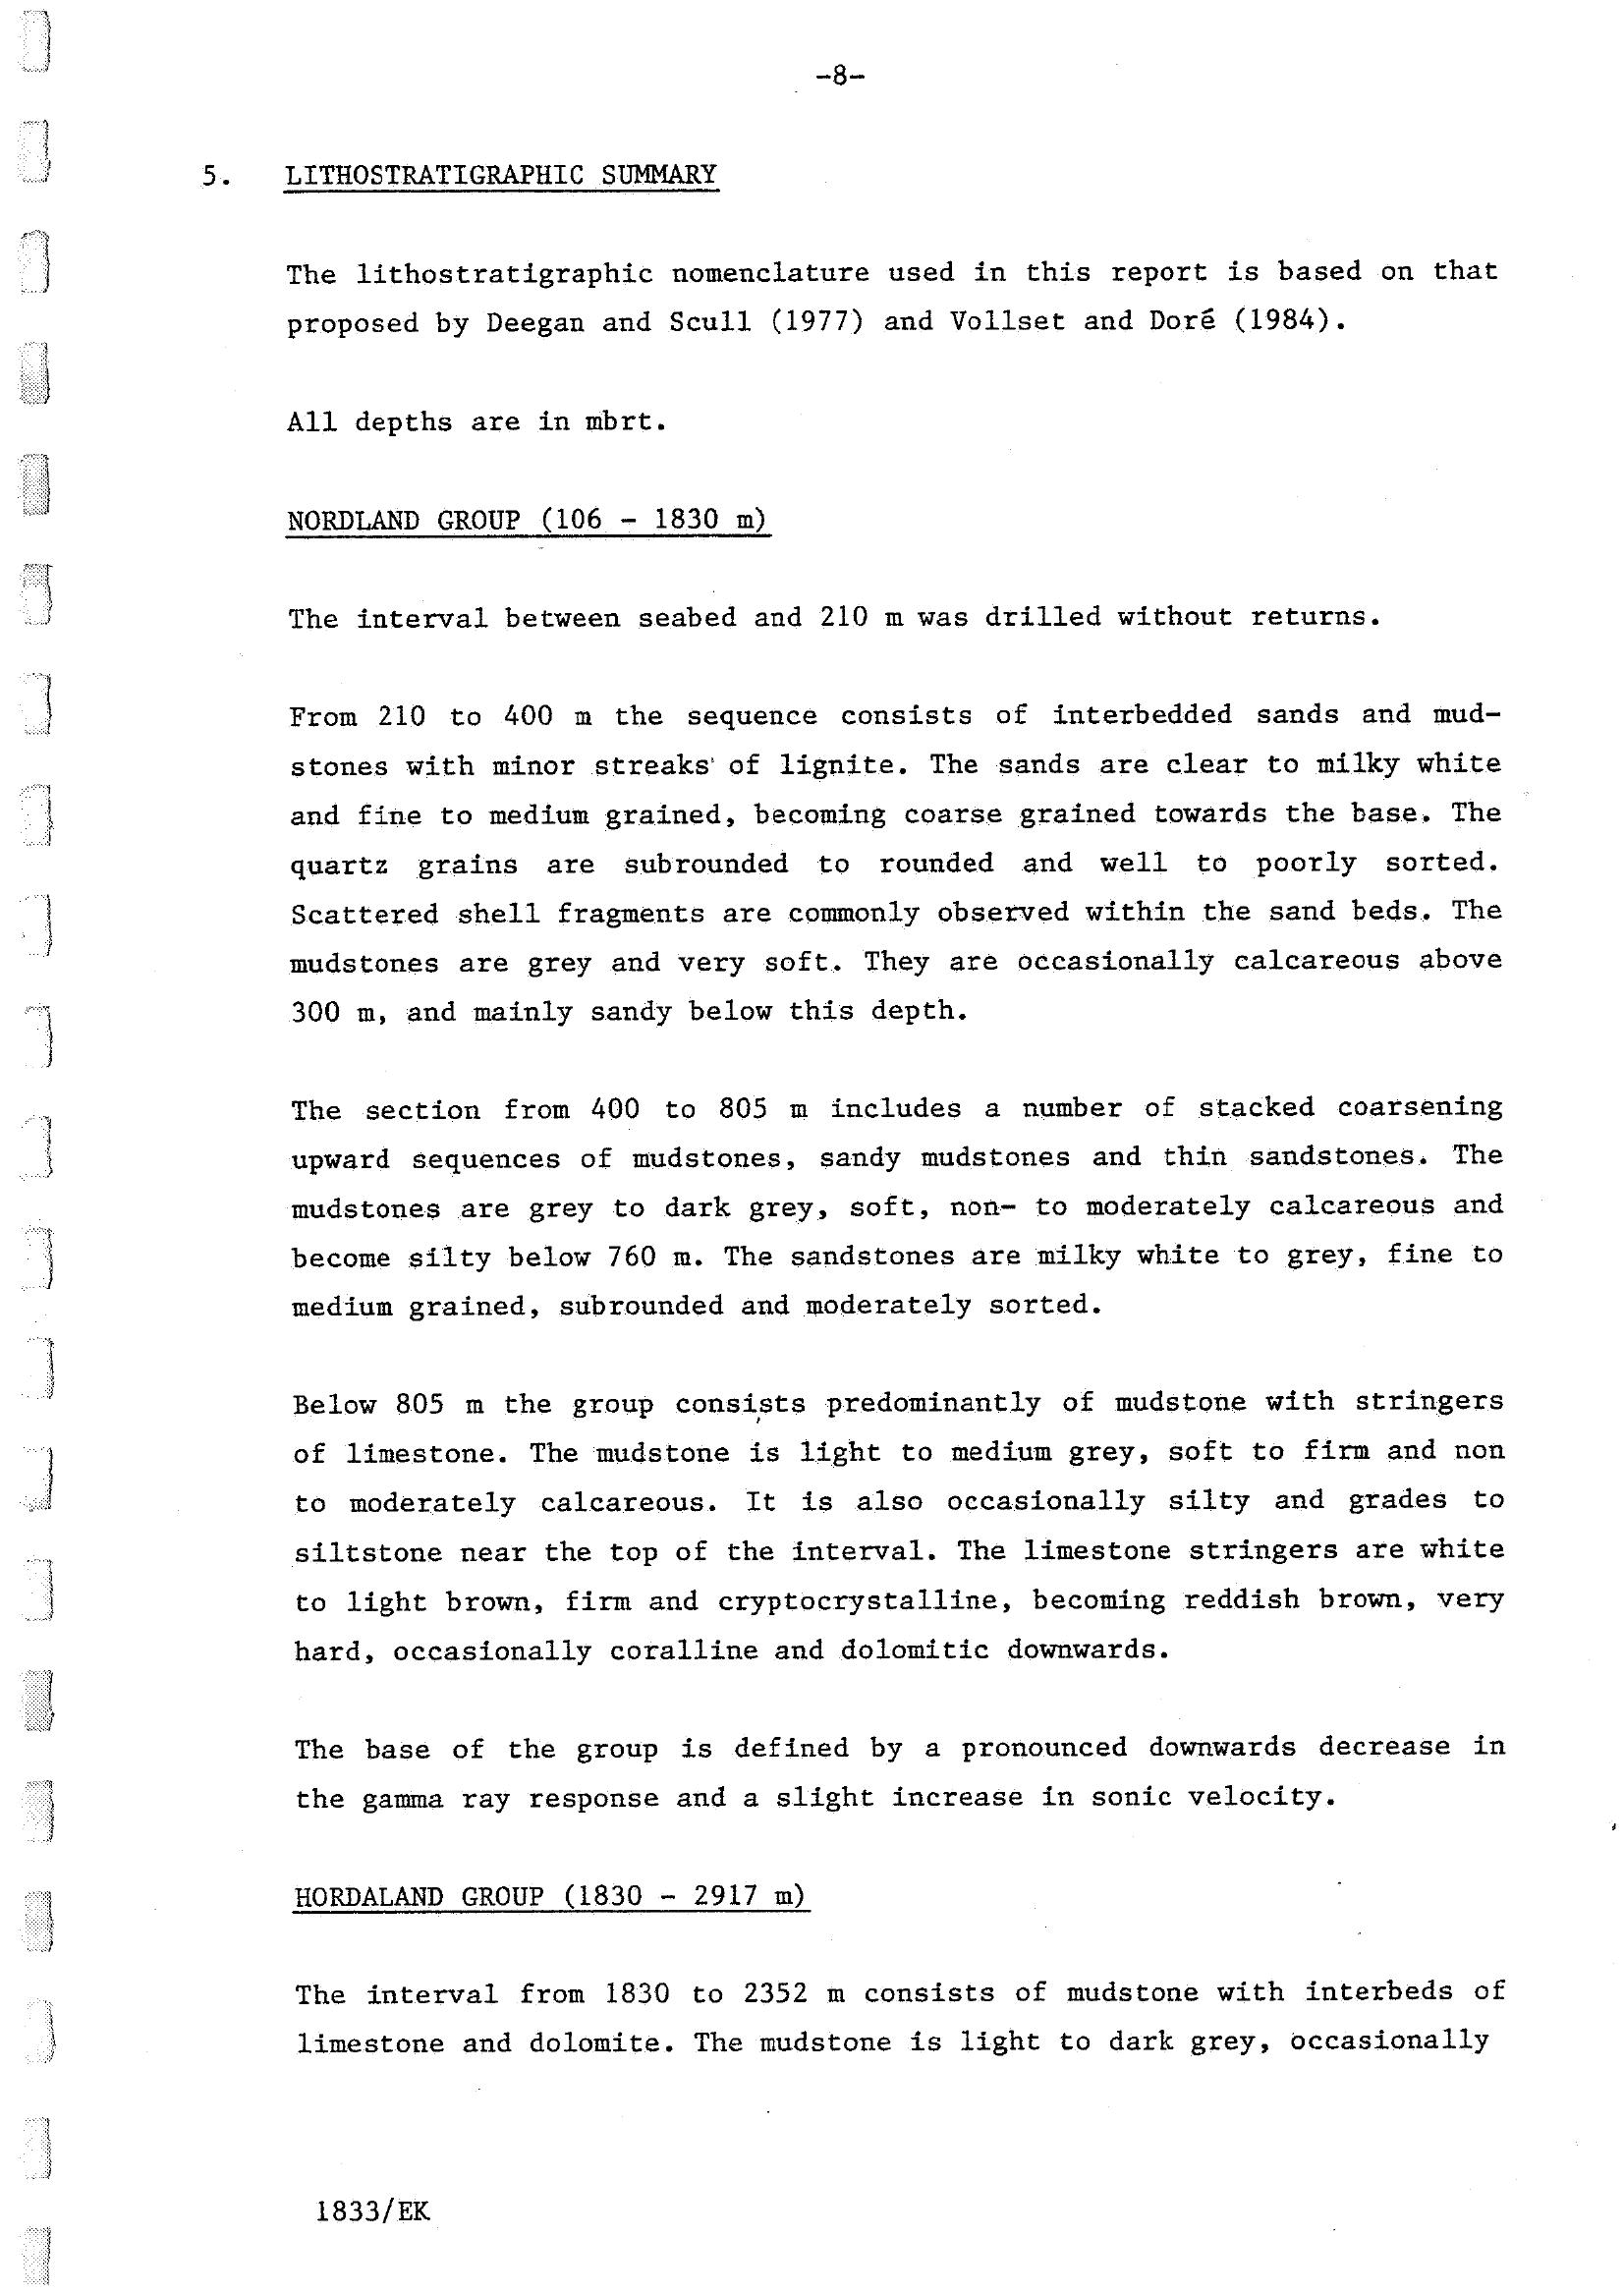 -8-
5. LITHOSTRATIGRAPHIC SUMMARY
The lithostratigraphic nomenclature used in this report is based on that
proposed by Deegan and Scull (1977) and Vollset and Doré (1984).
All depths are in mbrt.
NORDLAND GROUP (106 - 1830 m)
The interval between seabed and 210 m was drilled without returns.
From 210 to 400 m the sequence consists of interbedded sands and mud-
stones with minor streaks of lignite. The sands are clear to milky white
and fine to medium grained, becoming coarse grained towards the base. The
quartz grains are subrounded to rounded and well to poorly sorted.
Scattered shell fragments are commonly observed within the sand beds. The
mudstones are grey and very soft. They are occasionally calcareous above
300 m, and mainly sandy below this depth.
The section from 400 to 805 m includes a number of stacked coarsening
upward sequences of mudstones, sandy mudstones and thin sandstones. The
mudstones are grey to dark grey, soft, non- to moderately calcareous and
become silty below 760 m. The sandstones are milky white to grey, fine to
medium grained, subrounded and moderately sorted.
Below 805 m the group consists predominantly of mudstone with stringers
of limestone. The mudstone is light to medium grey, soft to firm and non
to moderately calcareous. It is also occasionally silty and grades to
siltstone near the top of the interval. The limestone stringers are white
to light brown, firm and cryptocrystalline, becoming reddish brown, very
hard, occasionally coralline and dolomitic downwards.
The base of the group is defined by a pronounced downwards decrease in
the gamma ray response and a slight increase in sonic velocity.
HORDALAND GROUP (1830 - 2917 m)
The interval from 1830 to 2352 m consists of mudstone with interbeds of
limestone and dolomite. The mudstone is light to dark grey, occasionally
1833/EK